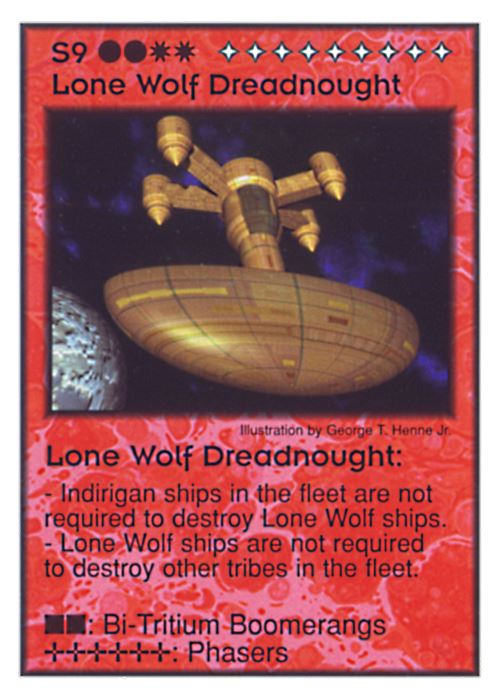 S9
Lone Wolf Dreadnought
Illustration by George T. Henne Jr.
Lone Wolf Dreadnought:
- Indirigan ships in the fleet are not
required to destroy Lone Wolf ships.
- Lone Wolf ships are not required
to destroy other tribes in the fleet.
: Bi-Tritium Boomerangs
: Phasers